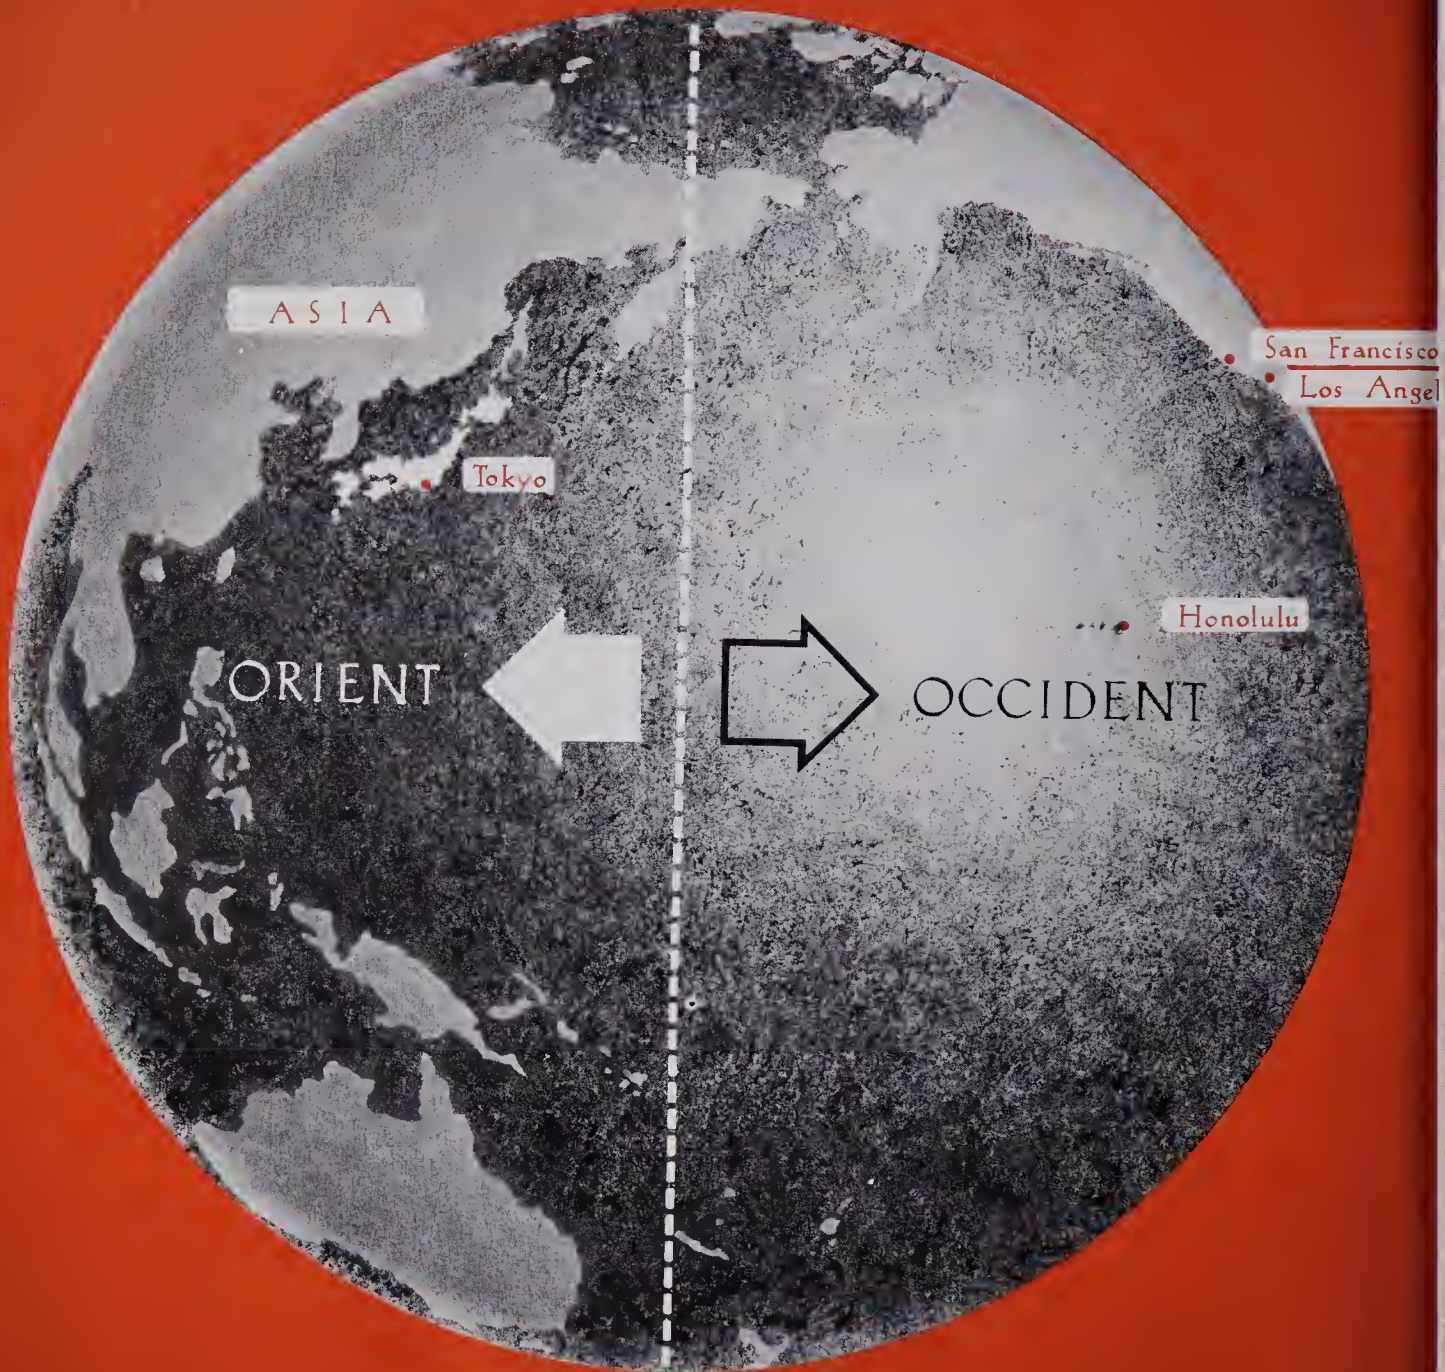 ASIA
San Francisco
Los Angel
Tokyo
Honolulu
ORIENT
OCCIDENT